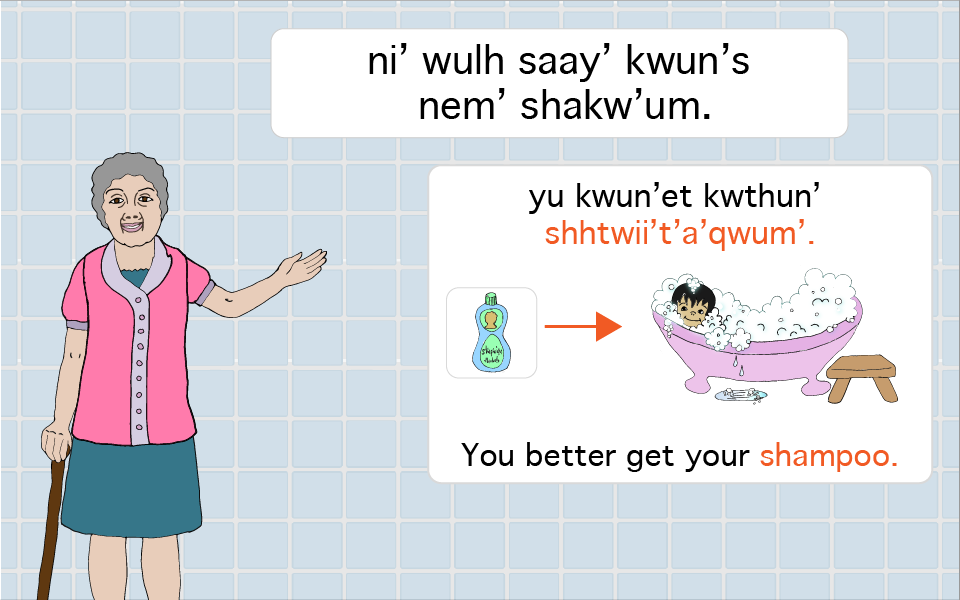 ni’ wulh saay’ kwun’s
nem’ shakw’um.
yu kwun’et kwthun’
shhtwii’t’a’qwum’.
You better get your shampoo.